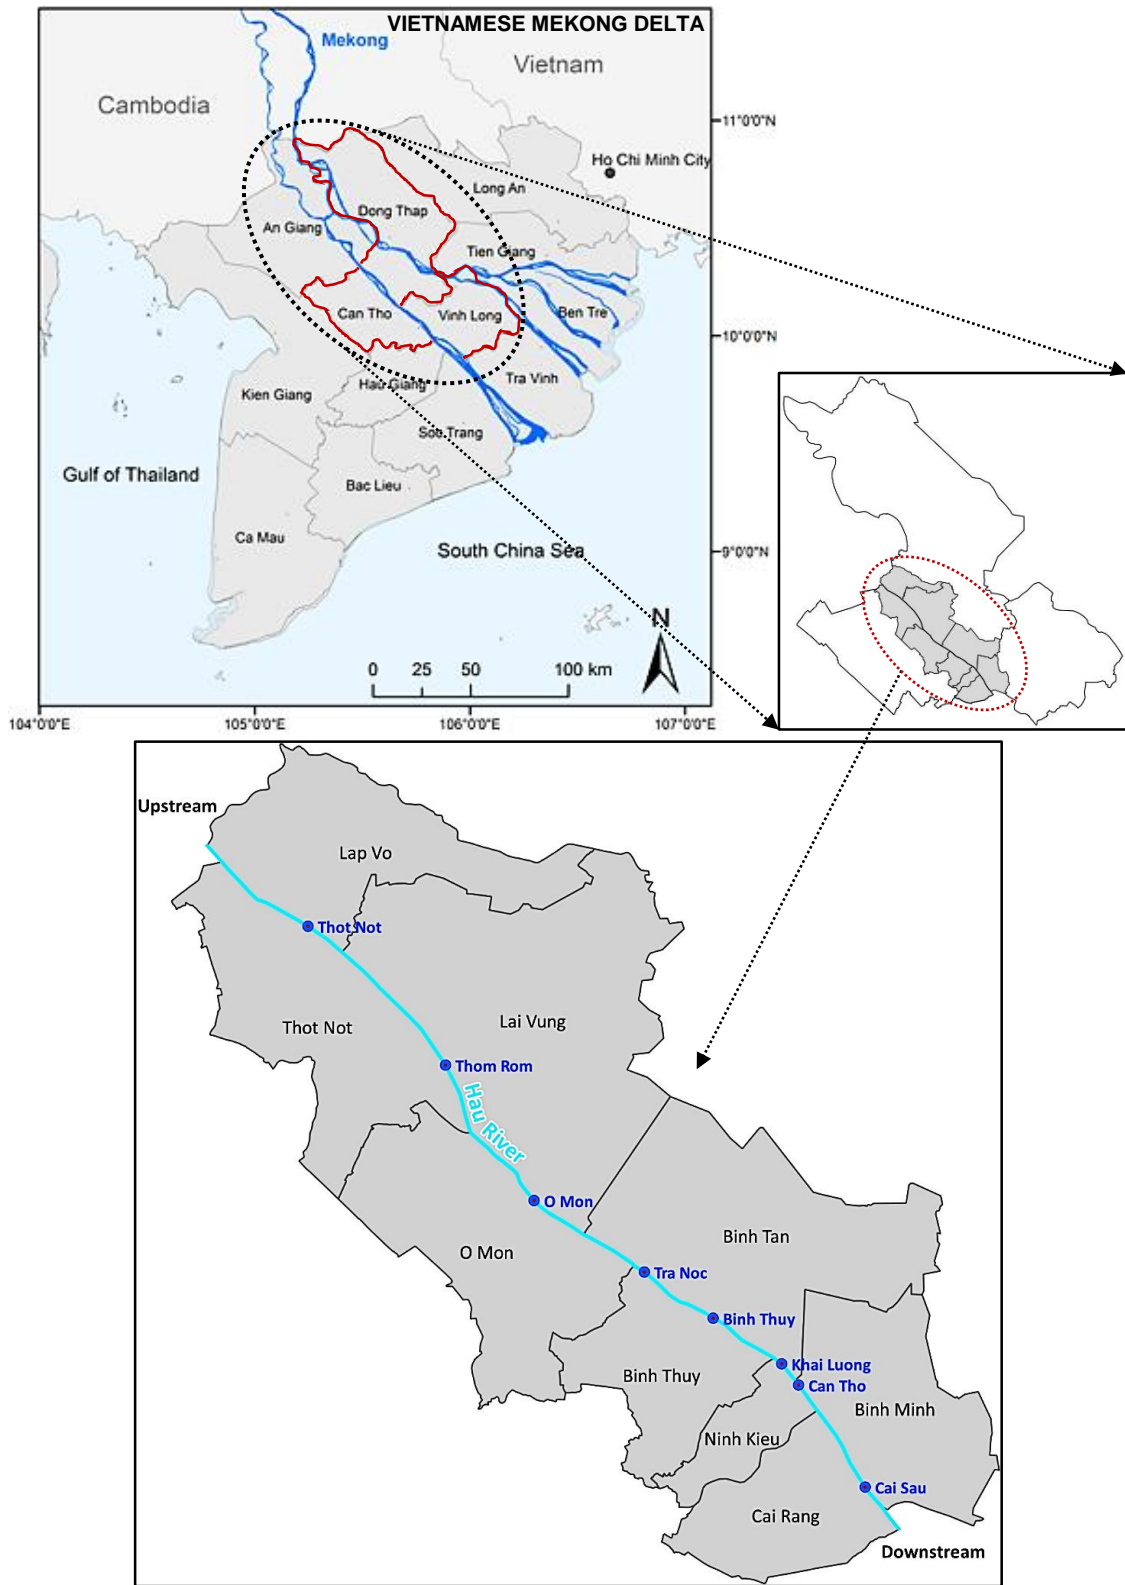 VIETNAMESE MEKONG DELTA
Mekong
Vietnam
Cambodia
11°0'0"N
Ho Chi Minh City
Long An
Dong Thap
An Giang
Tien Giang
Can Tho
Vinh Long
Ben Tre
10°0'0"N
Tra Vinh
Hau Giang
Kien Giang
Soc Trang
Gulf of Thailand
Bac Lieu
Ca Mau
South China Sea
9°0'0"N
N
0 25 50 100 km
104°0'0"E
105°0'0"E
106°0'0"E
107°0'0"E
Upstream
Lap Vo
Thot Not
Lai Vung
Thot Not
Thom Rom
Hau River
O Mon
O Mon
Binh Tan
Tra Noc
Binh Thuy
Khai Luong
Binh Thuy
Can Tho
Binh Minh
Ninh Kieu
Cai Sau
Cai Rang
Downstream